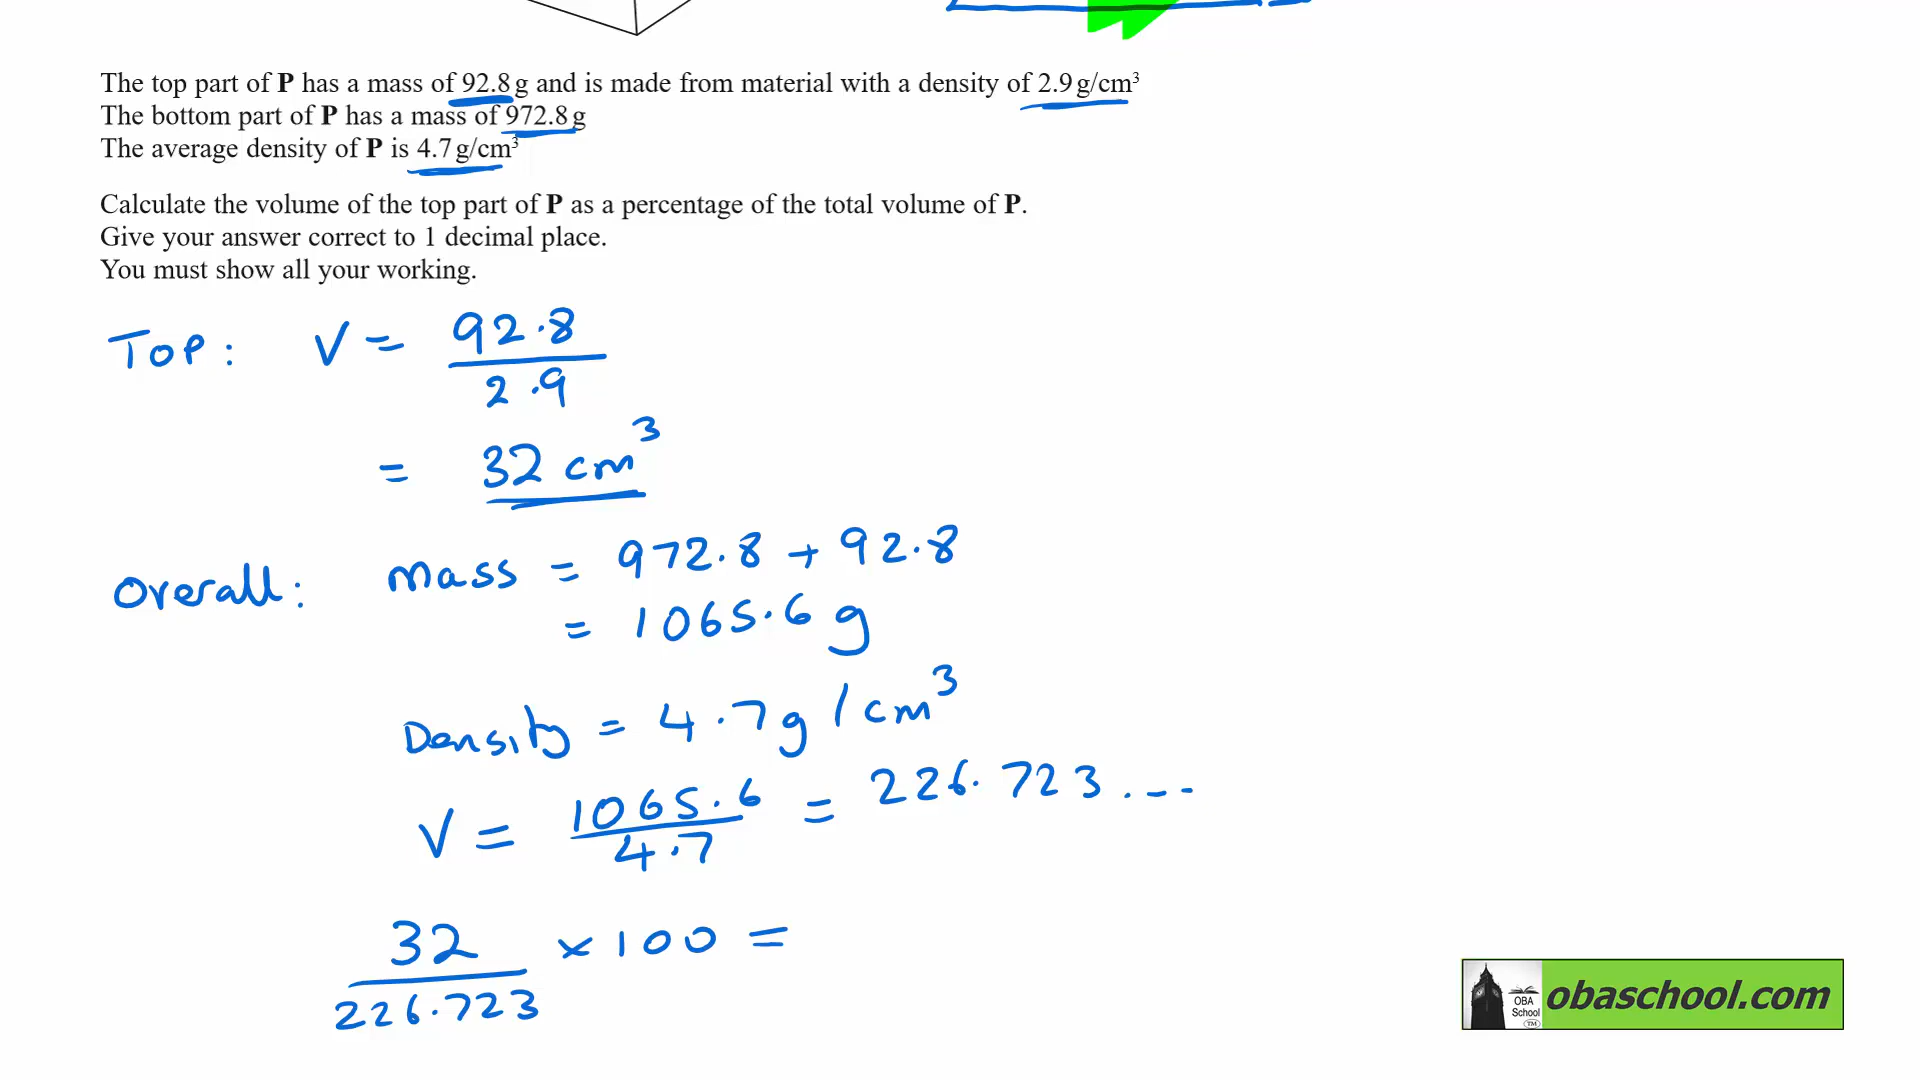 The top part of P has a mass of 92.8 g and is made from material with a density of 2.9 g/cm³
The bottom part of P has a mass of 972.8 g
The average density of P is 4.7 g/cm³
Calculate the volume of the top part of P as a percentage of the total volume of P.
Give your answer correct to 1 decimal place.
You must show all your working.
Top: V = 92.8
2.9
= 32 cm³
Overall: mass = 972.8 + 92.8
= 1065.6 g
Density = 4.7 g/cm³
V = 1065.6 = 226.723...
4.7
32 × 100 =
226.723
OBA
School
TM
obaschool.com